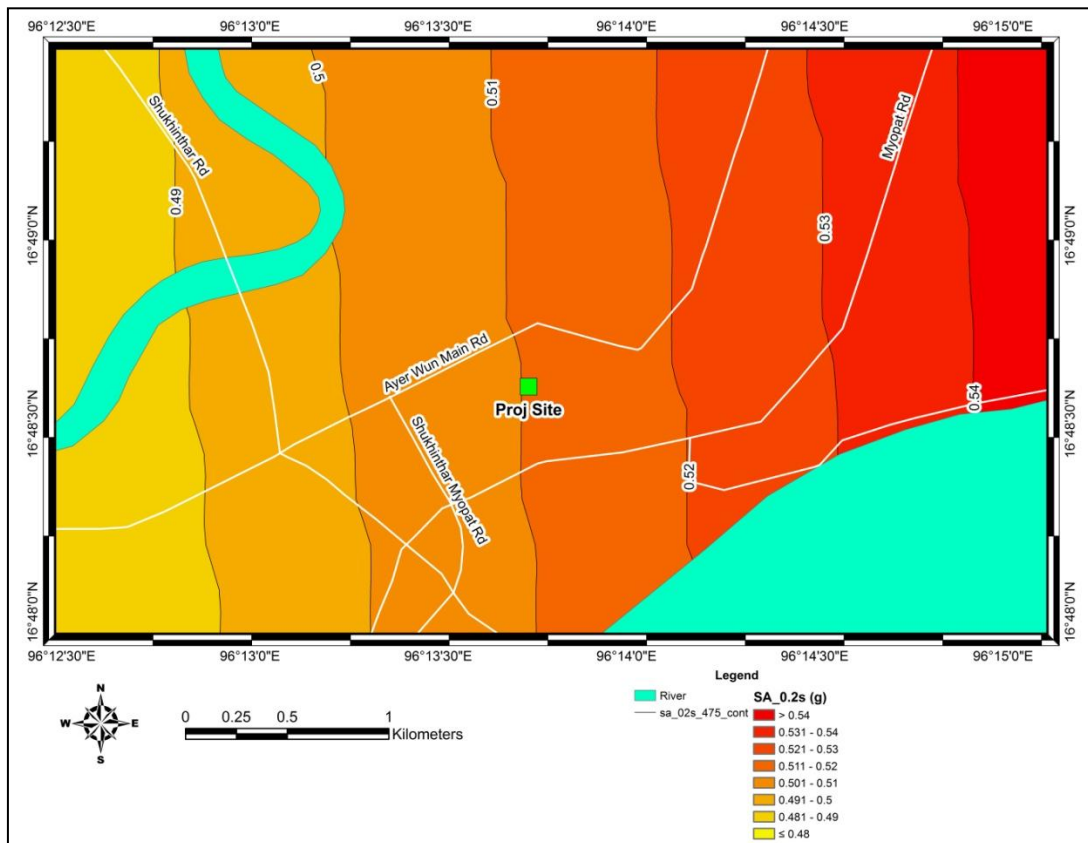 96°12'30"E 96°13'0"E 96°13'30"E 96°14'0"E 96°14'30"E 96°15'0"E
0.5
0.51
Shukhinthar Rd
Myopat Rd
0.49
0.53
16°49'0"N
16°49'0"N
Ayer Wun Main Rd
Proj Site
0.54
16°48'30"N
16°48'30"N
Shukhinthar Myopat Rd
0.52
16°48'0"N
16°48'0"N
96°12'30"E 96°13'0"E 96°13'30"E 96°14'0"E 96°14'30"E 96°15'0"E
N
W E
S
0 0.25 0.5 1
Kilometers
Legend
River
sa_02s_475_cont
SA_0.2s (g)
> 0.54
0.531 - 0.54
0.521 - 0.53
0.511 - 0.52
0.501 - 0.51
0.491 - 0.5
0.481 - 0.49
≤ 0.48